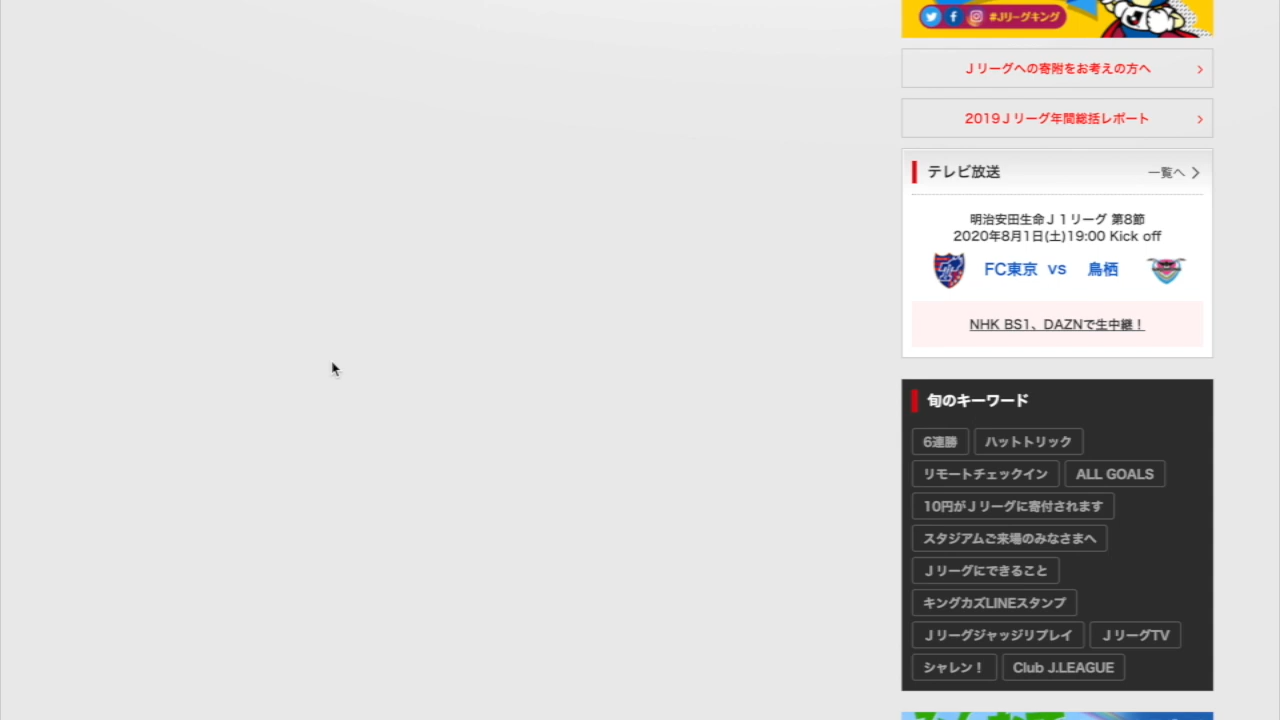 #Jリーグキング
Jリーグへの寄附をお考えの方へ
2019Jリーグ年間総括レポート
テレビ放送 一覧へ
明治安田生命J1リーグ 第8節
2020年8月1日(土)19:00 Kick off
FC東京 vs 鳥栖
NHK BS1、DAZNで生中継！
旬のキーワード
6連勝 ハットトリック
リモートチェックイン ALL GOALS
10円がJリーグに寄付されます
スタジアムご来場のみなさまへ
Jリーグにできること
キングカズLINEスタンプ
Jリーグジャッジリプレイ JリーグTV
シャレン！ Club J.LEAGUE